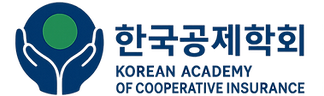 한국공제학회
KOREAN ACADEMY
OF COOPERATIVE INSURANCE